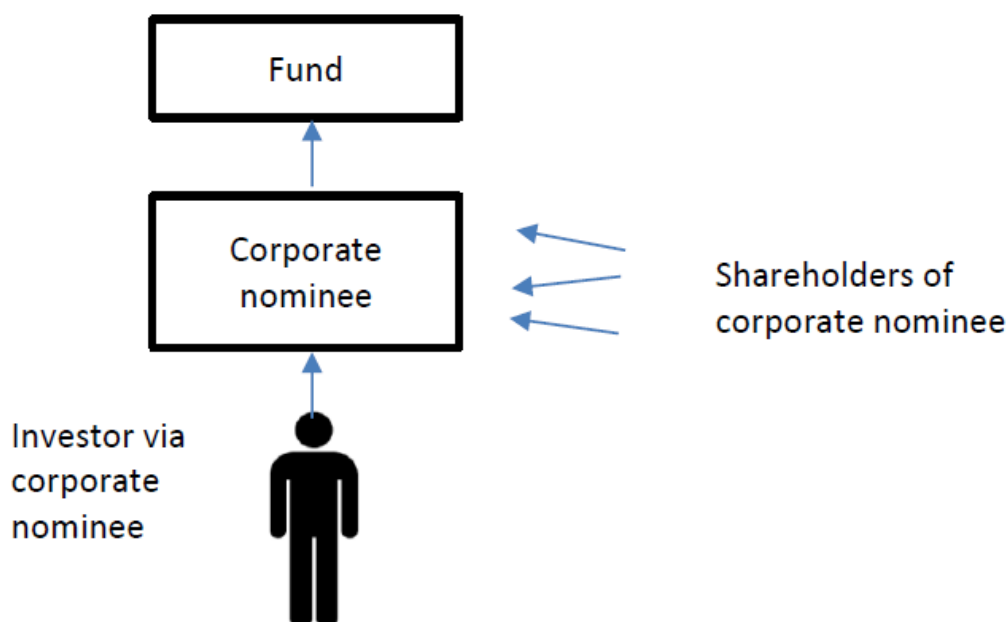 Fund
Corporate
nominee
Shareholders of
corporate nominee
Investor via
corporate
nominee